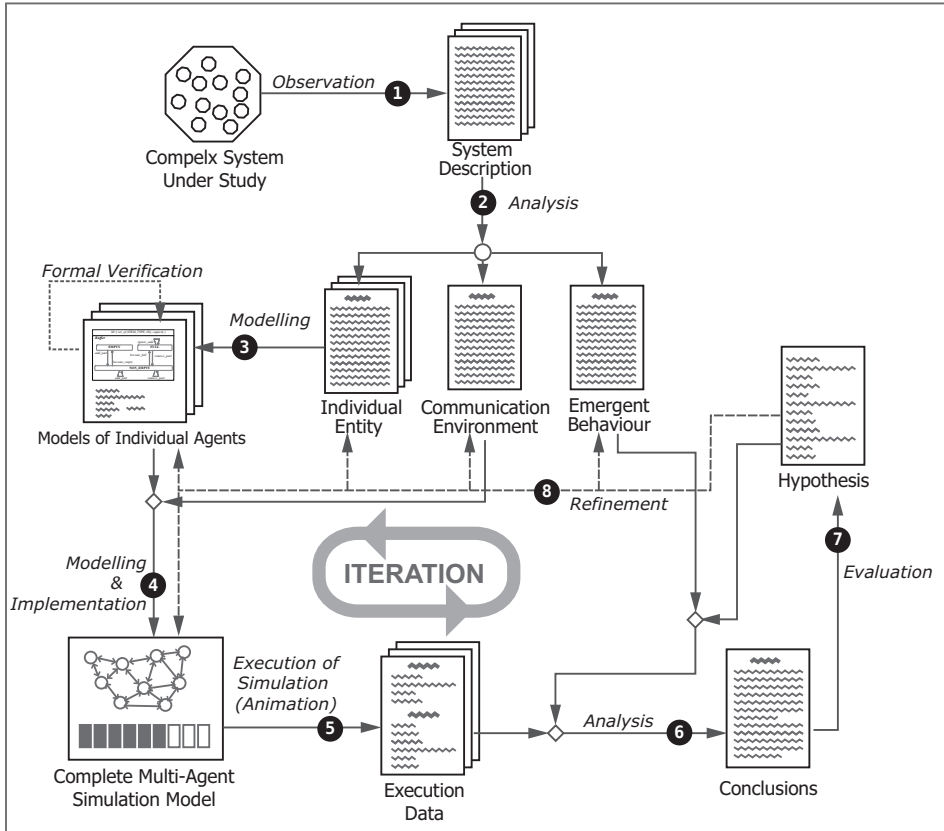 Observation
1
Compelx System
Under Study
System
Description
2
Analysis
Formal Verification
Modelling
3
Individual
Entity
Communication
Environment
Emergent
Behaviour
Models of Individual Agents
8
Refinement
Hypothesis
7
Evaluation
ITERATION
Modelling
&
Implementation
4
Execution of
Simulation
(Animation)
5
Analysis
6
Complete Multi-Agent
Simulation Model
Execution
Data
Conclusions